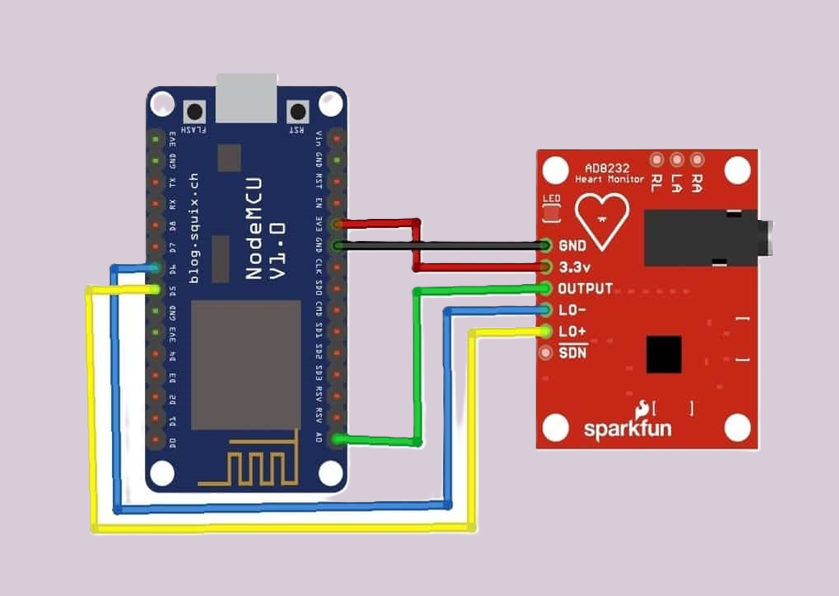 FLASH
RST
3V3
GND
TX
RX
D8
D7
D6
D5
GND
3V3
D4
D3
D2
D1
D0
blog.squix.ch
NodeMCU
V1.0
Vin
GND
RST
EN
3V3
GND
CLK
SD0
CMD
SD1
SD2
SD3
RSV
RSV
A0
AD8232
Heart Monitor
RL
LA
RA
LED
GND
3.3v
OUTPUT
LO-
LO+
SDN
sparkfun